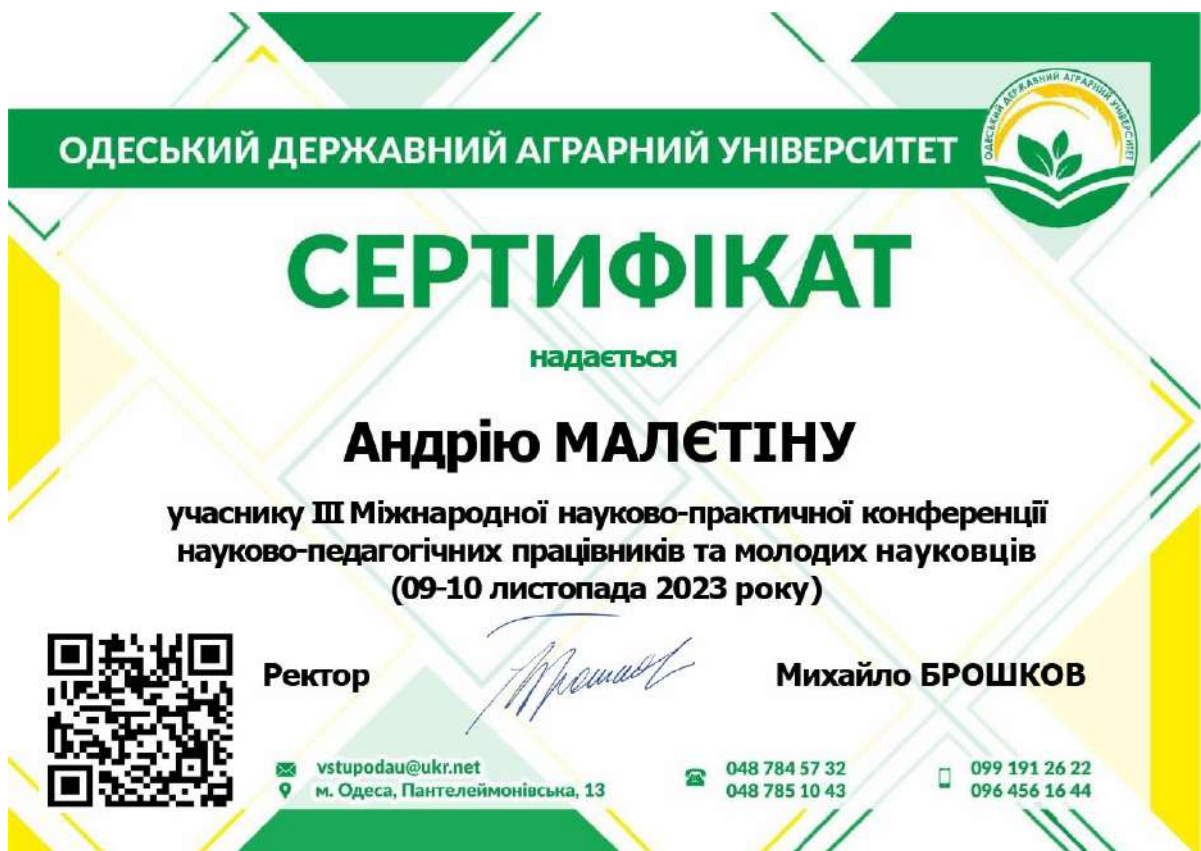 ОДЕСЬКИЙ ДЕРЖАВНИЙ АГРАРНИЙ УНІВЕРСИТЕТ
ОДЕСЬКИЙ ДЕРЖАВНИЙ АГРАРНИЙ УНІВЕРСИТЕТ
СЕРТИФІКАТ
надається
Андрію МАЛЄТІНУ
учаснику III Міжнародної науково-практичної конференції
науково-педагогічних працівників та молодих науковців
(09-10 листопада 2023 року)
Ректор
Михайло БРОШКОВ
vstupodau@ukr.net
м. Одеса, Пантелеймонівська, 13
048 784 57 32
048 785 10 43
099 191 26 22
096 456 16 44